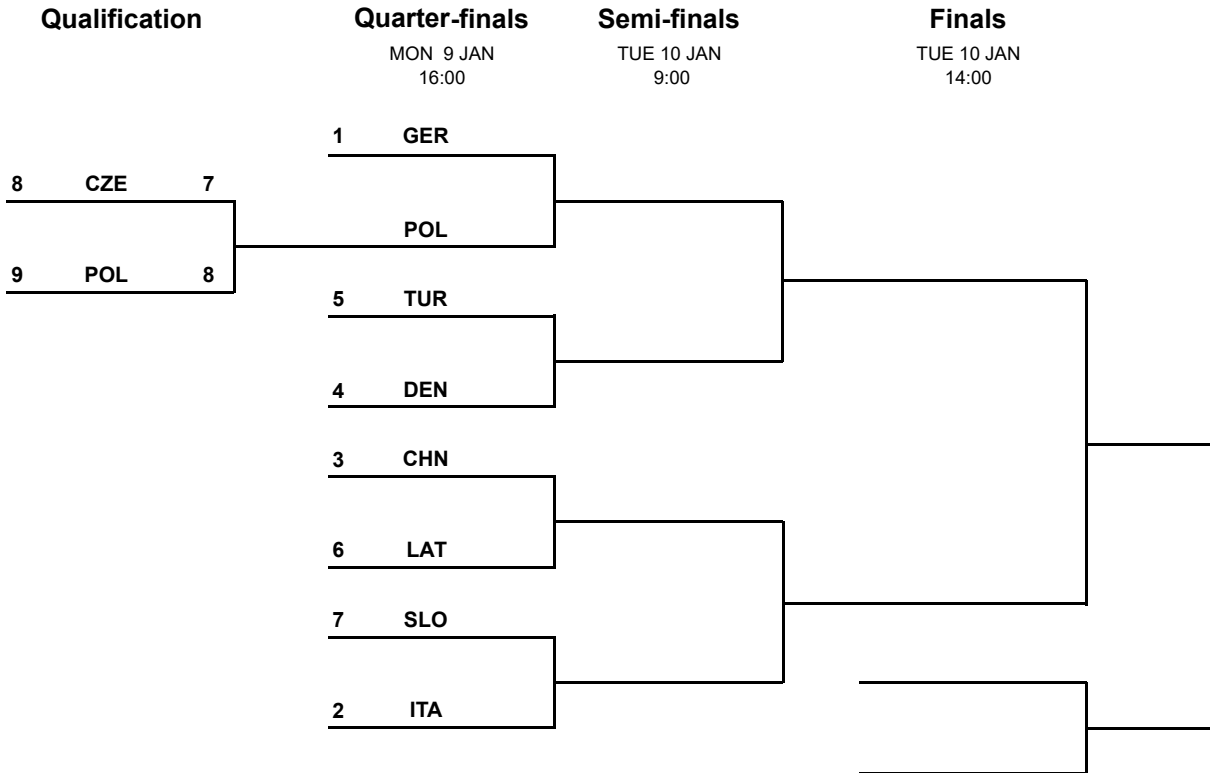 Qualification Quarter-finals Semi-finals Finals
MON 9 JAN TUE 10 JAN TUE 10 JAN
16:00 9:00 14:00
1 GER
8 CZE 7
POL
9 POL 8
5 TUR
4 DEN
3 CHN
6 LAT
7 SLO
2 ITA